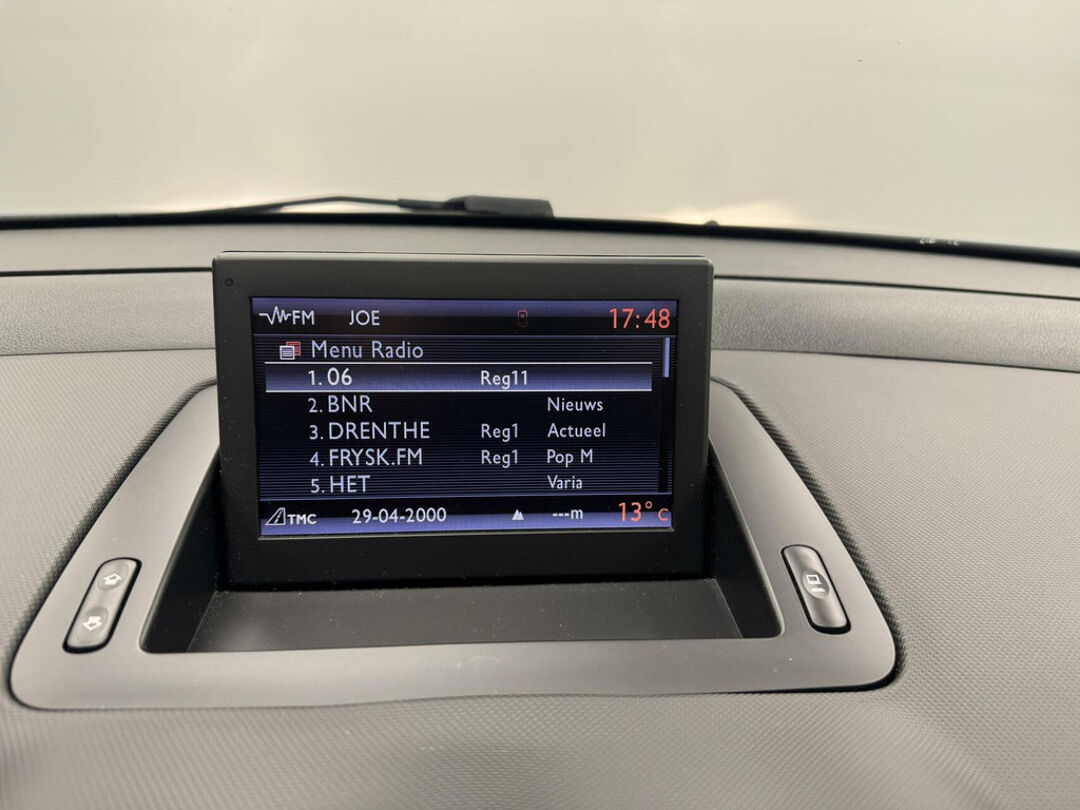 FM JOE 17:48
Menu Radio
1. 06 Reg11
2. BNR Nieuws
3. DRENTHE Reg1 Actueel
4. FRYSK.FM Reg1 Pop M
5. HET Varia
TMC 29-04-2000 ---m 13° C